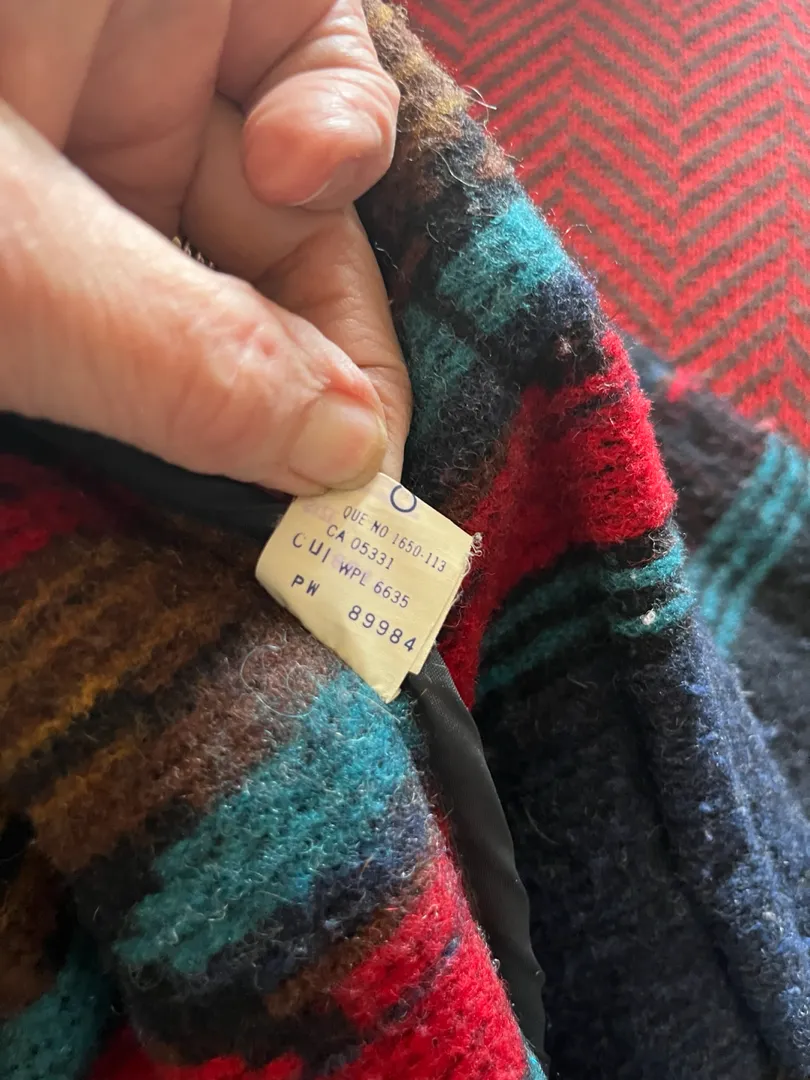 QUE NO 1650-113
CA 05331
WPL 6635
PW 89984